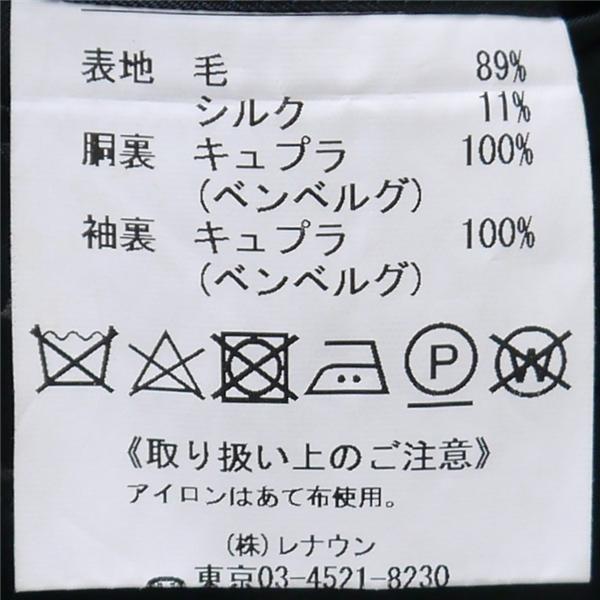 表地 毛 89%
シルク 11%
胴裏 キュプラ 100%
(ベンベルグ)
袖裏 キュプラ 100%
(ベンベルグ)
P W
《取り扱い上のご注意》
アイロンはあて布使用。
(株)レナウン
東京03-4521-8230